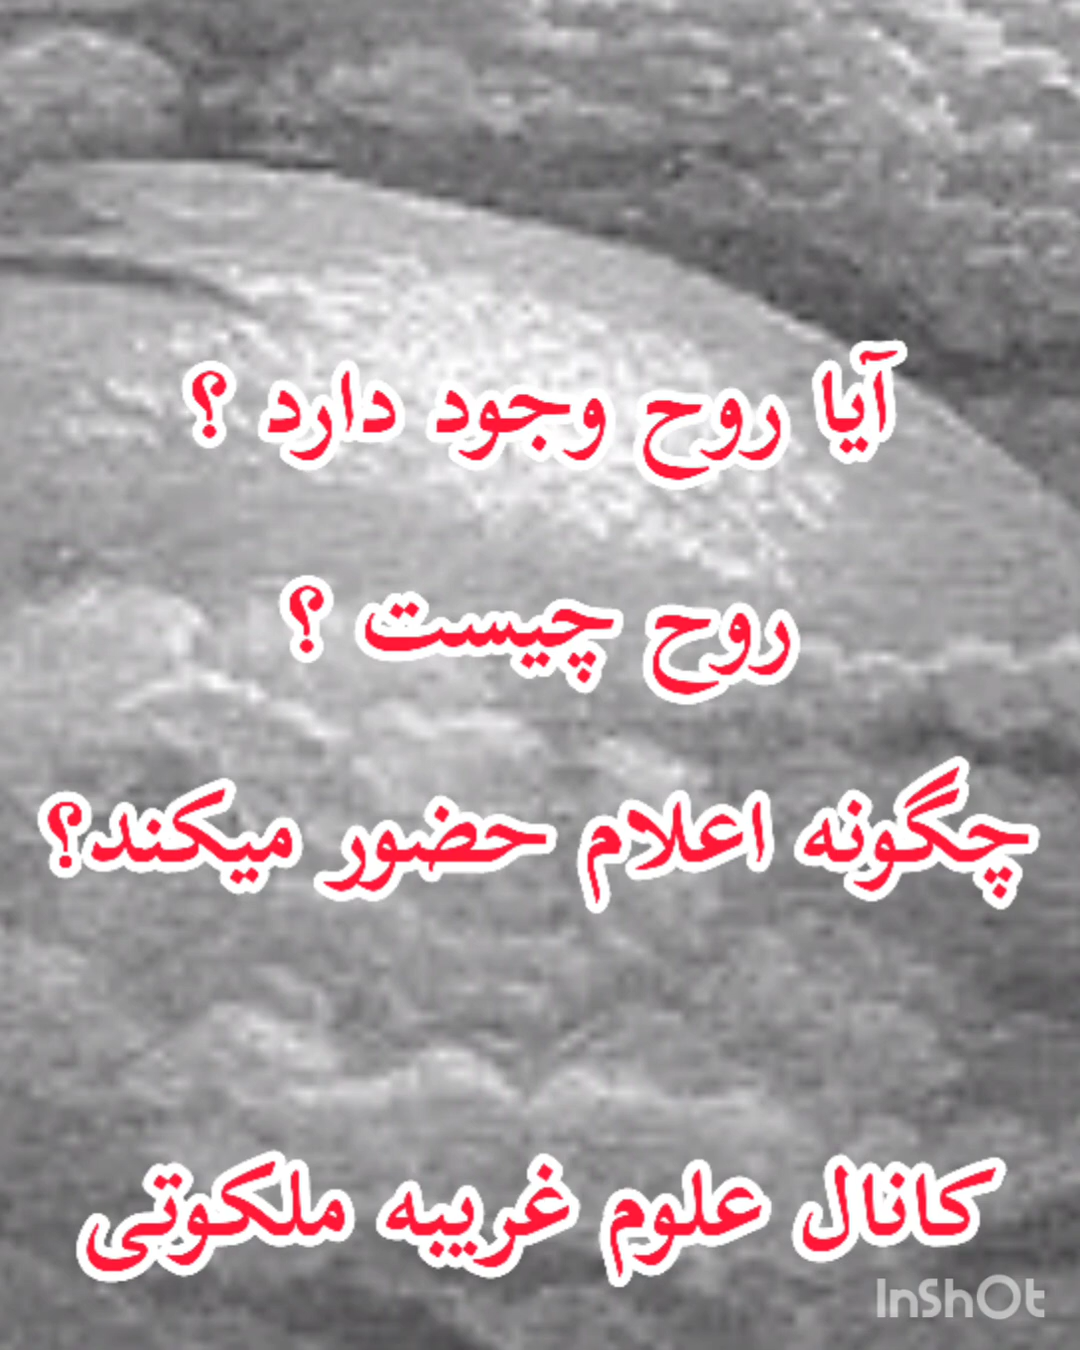 آیا روح وجود دارد ؟
روح چیست ؟
چگونه اعلام حضور میکند؟
کانال علوم غریبه ملکوتی
InShOt